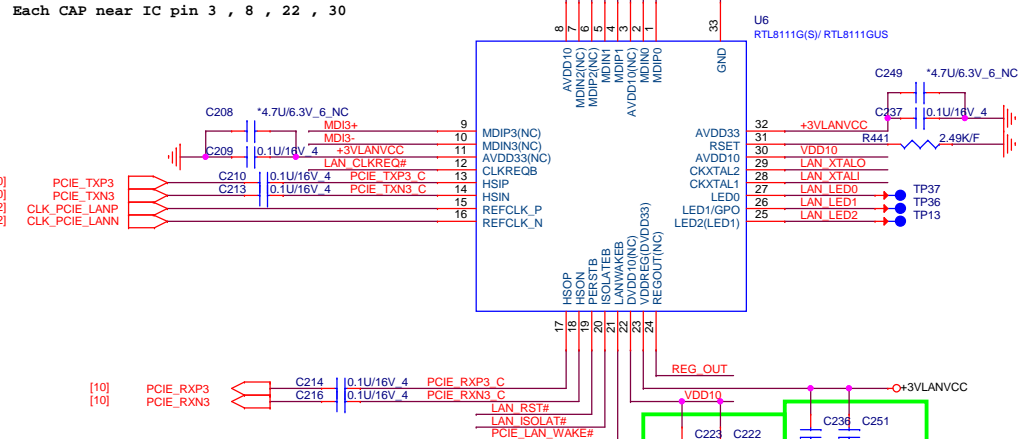 Each CAP near IC pin 3 , 8 , 22 , 30
8 7 6 5 4 3 2 1 33
U6
RTL8111G(S)/ RTL8111GUS
AVDD10
MDIN2(NC)
MDIP2(NC)
MDIN1
MDIP1
AVDD10(NC)
MDIN0
MDIP0
GND
C249 *4.7U/6.3V_6_NC
C208 *4.7U/6.3V_6_NC
C237 0.1U/16V_4
MDI3+ 9 MDIP3(NC)
MDI3- 10 MDIN3(NC)
C209 0.1U/16V_4 +3VLANVCC 11 AVDD33(NC)
LAN_CLKREQ# 12 CLKREQB
PCIE_TXP3 C210 0.1U/16V_4 PCIE_TXP3_C 13 HSIP
PCIE_TXN3 C213 0.1U/16V_4 PCIE_TXN3_C 14 HSIN
CLK_PCIE_LANP 15 REFCLK_P
CLK_PCIE_LANN 16 REFCLK_N
AVDD33 32 +3VLANVCC
RSET 31 R441 2.49K/F
AVDD10 30 VDD10
CKXTAL2 29 LAN_XTALO
CKXTAL1 28 LAN_XTALI
LED0 27 LAN_LED0 TP37
LED1/GPO 26 LAN_LED1 TP36
LED2(LED1) 25 LAN_LED2 TP13
HSOP
HSON
PERSTB
ISOLATEB
LANWAKEB
DVDD10(NC)
VDDREG(DVDD33)
REGOUT(NC)
17 18 19 20 21 22 23 24
REG_OUT
[10] PCIE_RXP3 C214 0.1U/16V_4 PCIE_RXP3_C
[10] PCIE_RXN3 C216 0.1U/16V_4 PCIE_RXN3_C
+3VLANVCC
VDD10
LAN_RST#
LAN_ISOLAT#
PCIE_LAN_WAKE#
C223 C222 C236 C251